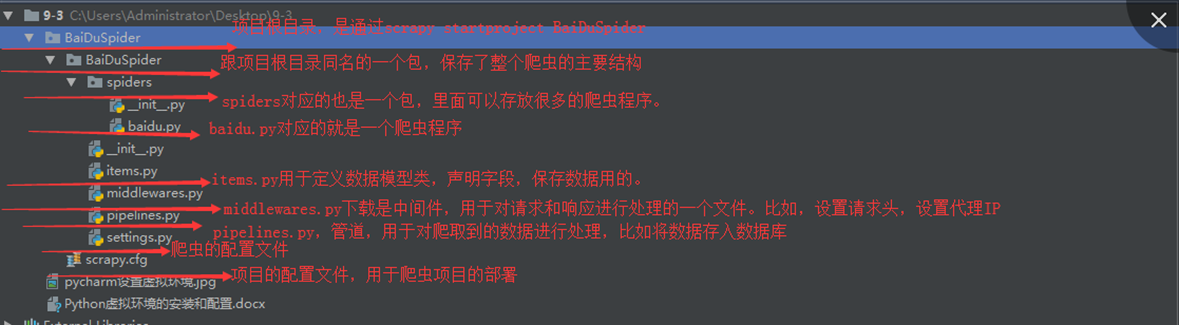 9-3 C:\Users\Administrator\Desktop\9-3
项目根目录，是通过scrapy startproject BaiDuSpider
BaiDuSpider
BaiDuSpider
跟项目根目录同名的一个包，保存了整个爬虫的主要结构
spiders
spiders对应的也是一个包，里面可以存放很多的爬虫程序。
__init__.py
baidu.py
baidu.py对应的就是一个爬虫程序
__init__.py
items.py
items.py用于定义数据模型类，声明字段，保存数据用的。
middlewares.py
middlewares.py下载是中间件，用于对请求和响应进行处理的一个文件。比如，设置请求头，设置代理IP
pipelines.py
pipelines.py，管道，用于对爬取到的数据进行处理，比如将数据存入数据库
settings.py
爬虫的配置文件
scrapy.cfg
项目的配置文件，用于爬虫项目的部署
pycharm设置虚拟环境.jpg
Python虚拟环境的安装和配置.docx
External Libraries